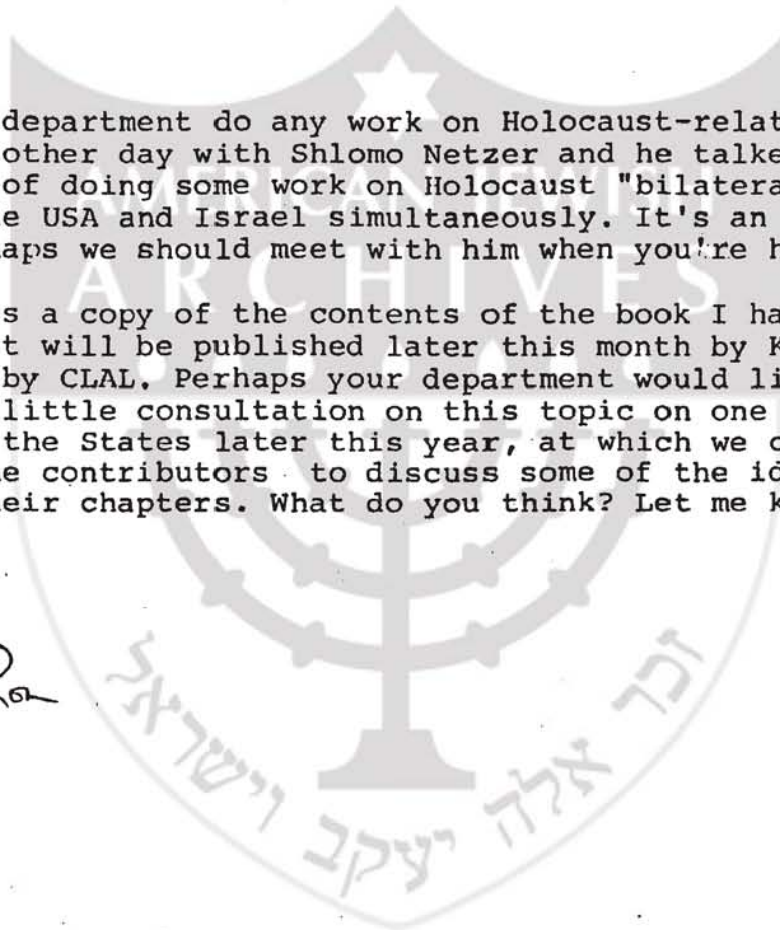 department do any work on Holocaust-relat
other day with Shlomo Netzer and he talke
of doing some work on Holocaust "bilatera
e USA and Israel simultaneously. It's an
aps we should meet with him when you're h
s a copy of the contents of the book I ha
t will be published later this month by K
by CLAL. Perhaps your department would li
little consultation on this topic on one
the States later this year, at which we c
e contributors to discuss some of the id
eir chapters. What do you think? Let me k
AMERICAN JEWISH
ARCHIVES
זכר אלה יעקב וישראל